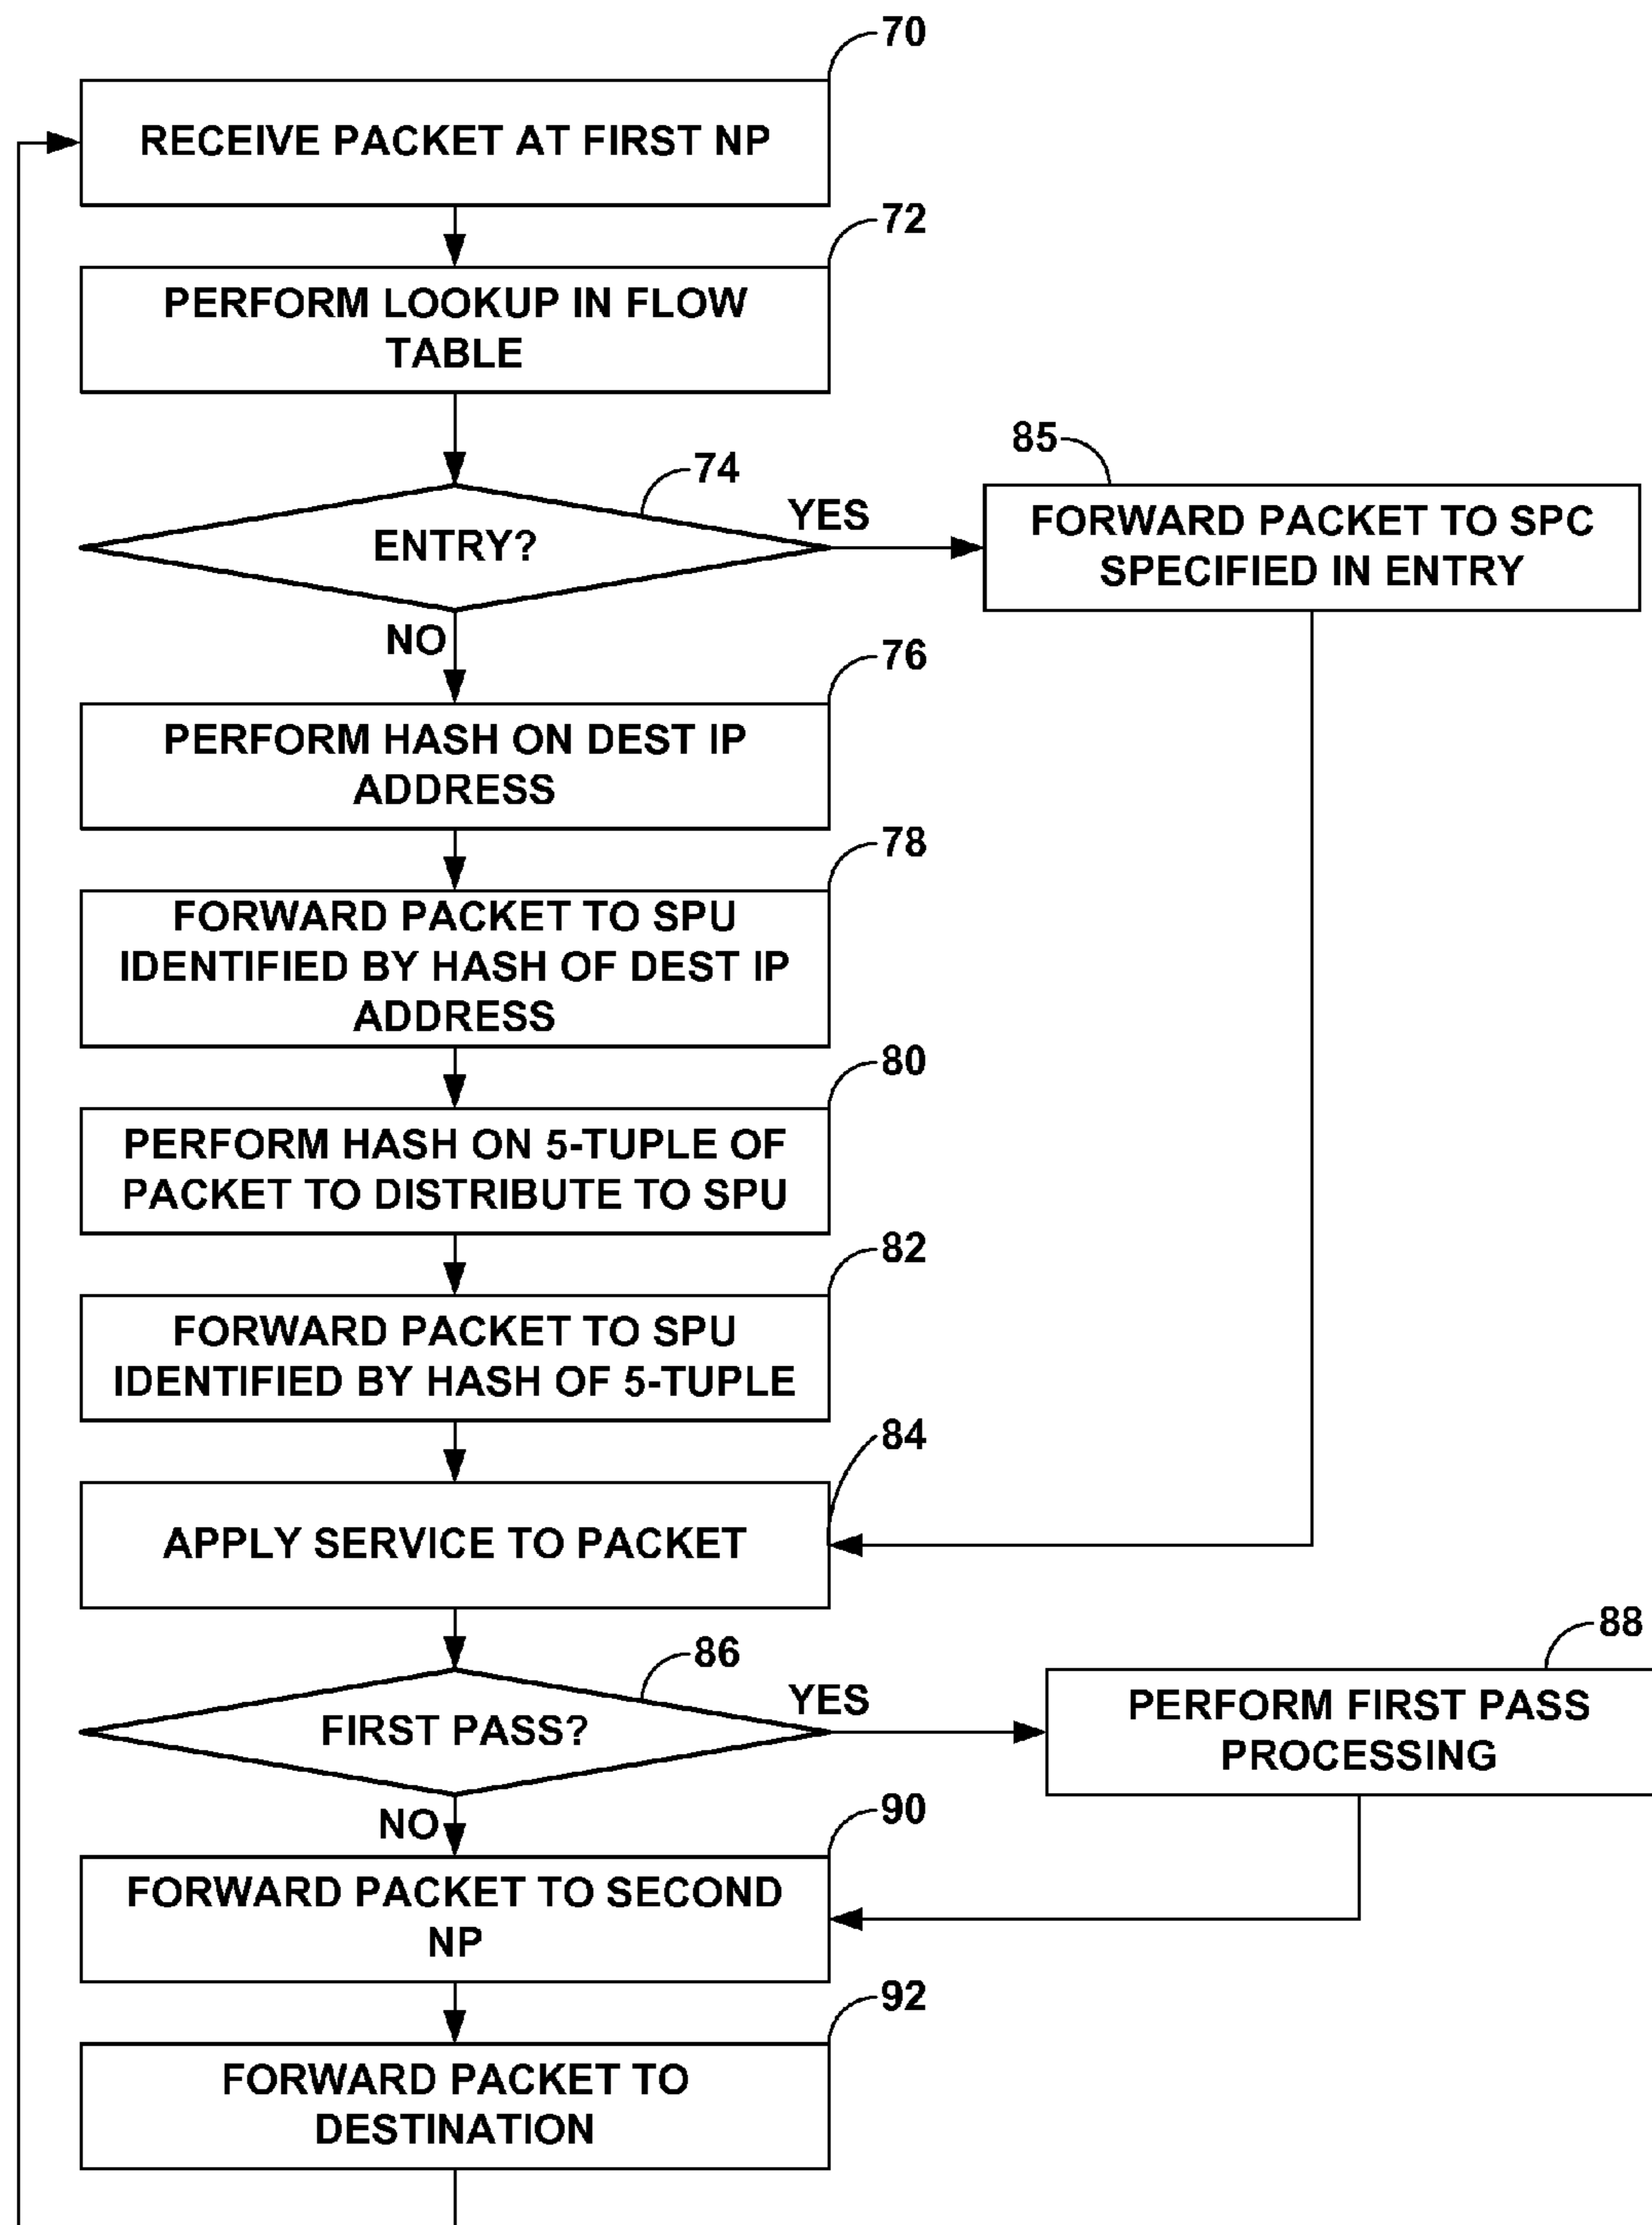 70
RECEIVE PACKET AT FIRST NP
72
PERFORM LOOKUP IN FLOW
TABLE
74
ENTRY?
YES
NO
85
FORWARD PACKET TO SPC
SPECIFIED IN ENTRY
76
PERFORM HASH ON DEST IP
ADDRESS
78
FORWARD PACKET TO SPU
IDENTIFIED BY HASH OF DEST IP
ADDRESS
80
PERFORM HASH ON 5-TUPLE OF
PACKET TO DISTRIBUTE TO SPU
82
FORWARD PACKET TO SPU
IDENTIFIED BY HASH OF 5-TUPLE
84
APPLY SERVICE TO PACKET
86
FIRST PASS?
YES
NO
88
PERFORM FIRST PASS
PROCESSING
90
FORWARD PACKET TO SECOND
NP
92
FORWARD PACKET TO
DESTINATION